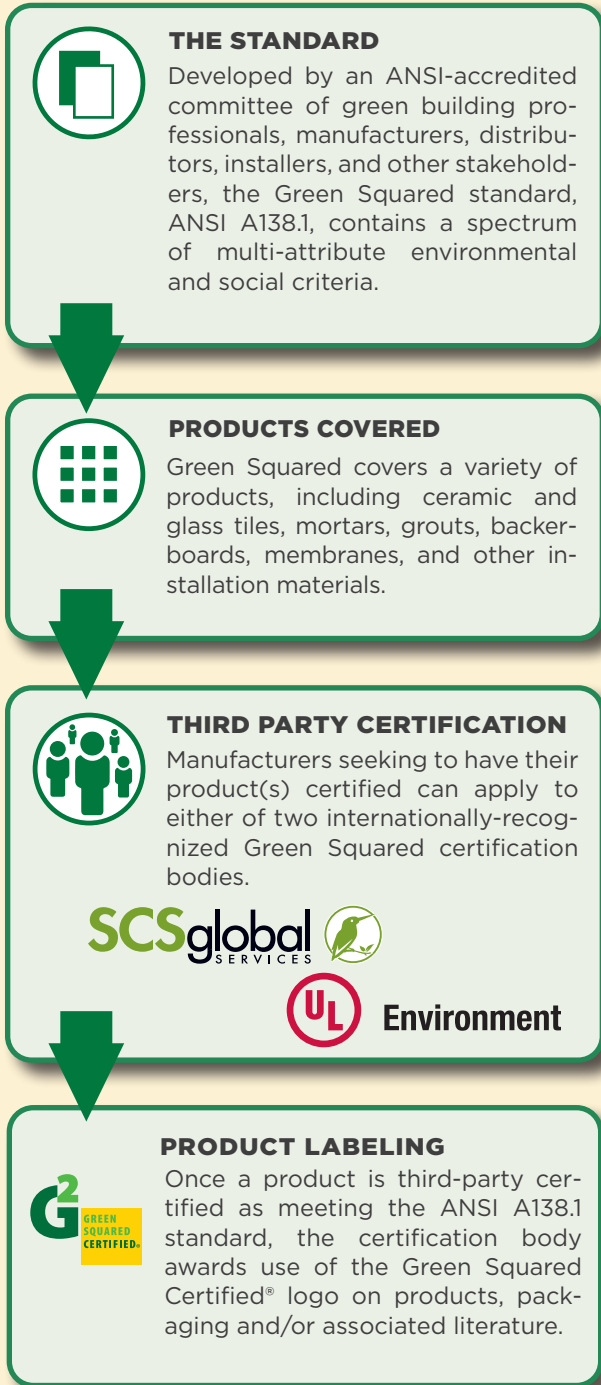 THE STANDARD
Developed by an ANSI-accredited
committee of green building pro-
fessionals, manufacturers, distribu-
tors, installers, and other stakehold-
ers, the Green Squared standard,
ANSI A138.1, contains a spectrum
of multi-attribute environmental
and social criteria.
PRODUCTS COVERED
Green Squared covers a variety of
products, including ceramic and
glass tiles, mortars, grouts, backer-
boards, membranes, and other in-
stallation materials.
THIRD PARTY CERTIFICATION
Manufacturers seeking to have their
product(s) certified can apply to
either of two internationally-recog-
nized Green Squared certification
bodies.
SCSglobal
SERVICES
UL Environment
PRODUCT LABELING
G2
GREEN
SQUARED
CERTIFIED®
Once a product is third-party cer-
tified as meeting the ANSI A138.1
standard, the certification body
awards use of the Green Squared
Certified® logo on products, pack-
aging and/or associated literature.